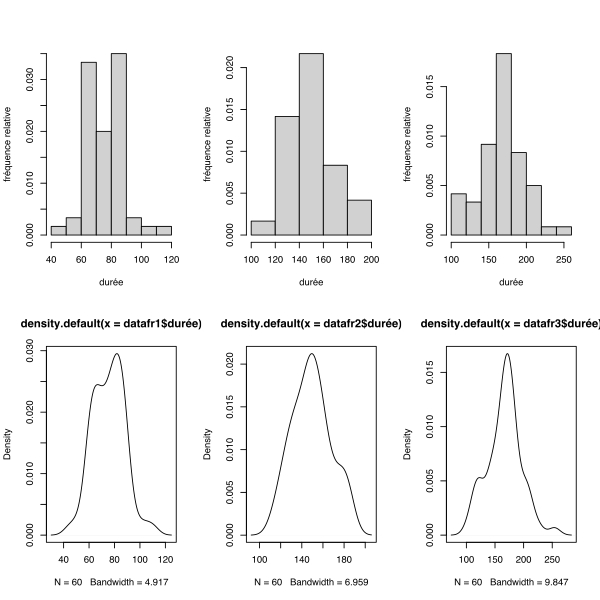 fréquence relative
0.000 0.010 0.020 0.030
40 60 80 100 120
durée
fréquence relative
0.000 0.005 0.010 0.015 0.020
100 120 140 160 180 200
durée
fréquence relative
0.000 0.005 0.010 0.015
100 150 200 250
durée
density.default(x = datafr1$durée)
Density
0.000 0.010 0.020 0.030
40 60 80 100 120
N = 60 Bandwidth = 4.917
density.default(x = datafr2$durée)
Density
0.000 0.005 0.010 0.015 0.020
100 140 180
N = 60 Bandwidth = 6.959
density.default(x = datafr3$durée)
Density
0.000 0.005 0.010 0.015
100 150 200 250
N = 60 Bandwidth = 9.847